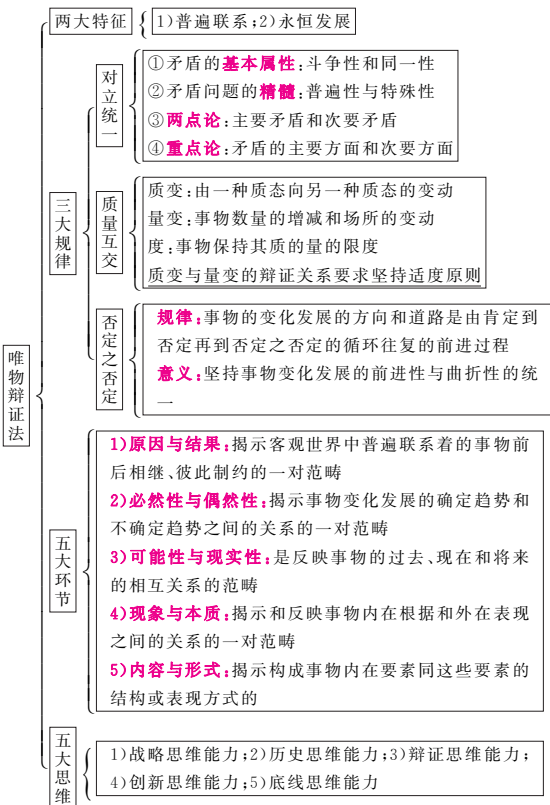 两大特征
1)普遍联系;2)永恒发展
对立统一
①矛盾的基本属性:斗争性和同一性
②矛盾问题的精髓:普遍性与特殊性
③两点论:主要矛盾和次要矛盾
④重点论:矛盾的主要方面和次要方面
三大规律
质量互交
质变:由一种质态向另一种质态的变动
量变:事物数量的增减和场所的变动
度:事物保持其质的量的限度
质变与量变的辩证关系要求坚持适度原则
否定之否定
规律:事物的变化发展的方向和道路是由肯定到
否定再到否定之否定的循环往复的前进过程
意义:坚持事物变化发展的前进性与曲折性的统
一
唯物辩证法
五大环节
1)原因与结果:揭示客观世界中普遍联系着的事物前
后相继、彼此制约的一对范畴
2)必然性与偶然性:揭示事物变化发展的确定趋势和
不确定趋势之间的关系的一对范畴
3)可能性与现实性:是反映事物的过去、现在和将来
的相互关系的范畴
4)现象与本质:揭示和反映事物内在根据和外在表现
之间的关系的一对范畴
5)内容与形式:揭示构成事物内在要素同这些要素的
结构或表现方式的
五大思维
1)战略思维能力;2)历史思维能力;3)辩证思维能力;
4)创新思维能力;5)底线思维能力